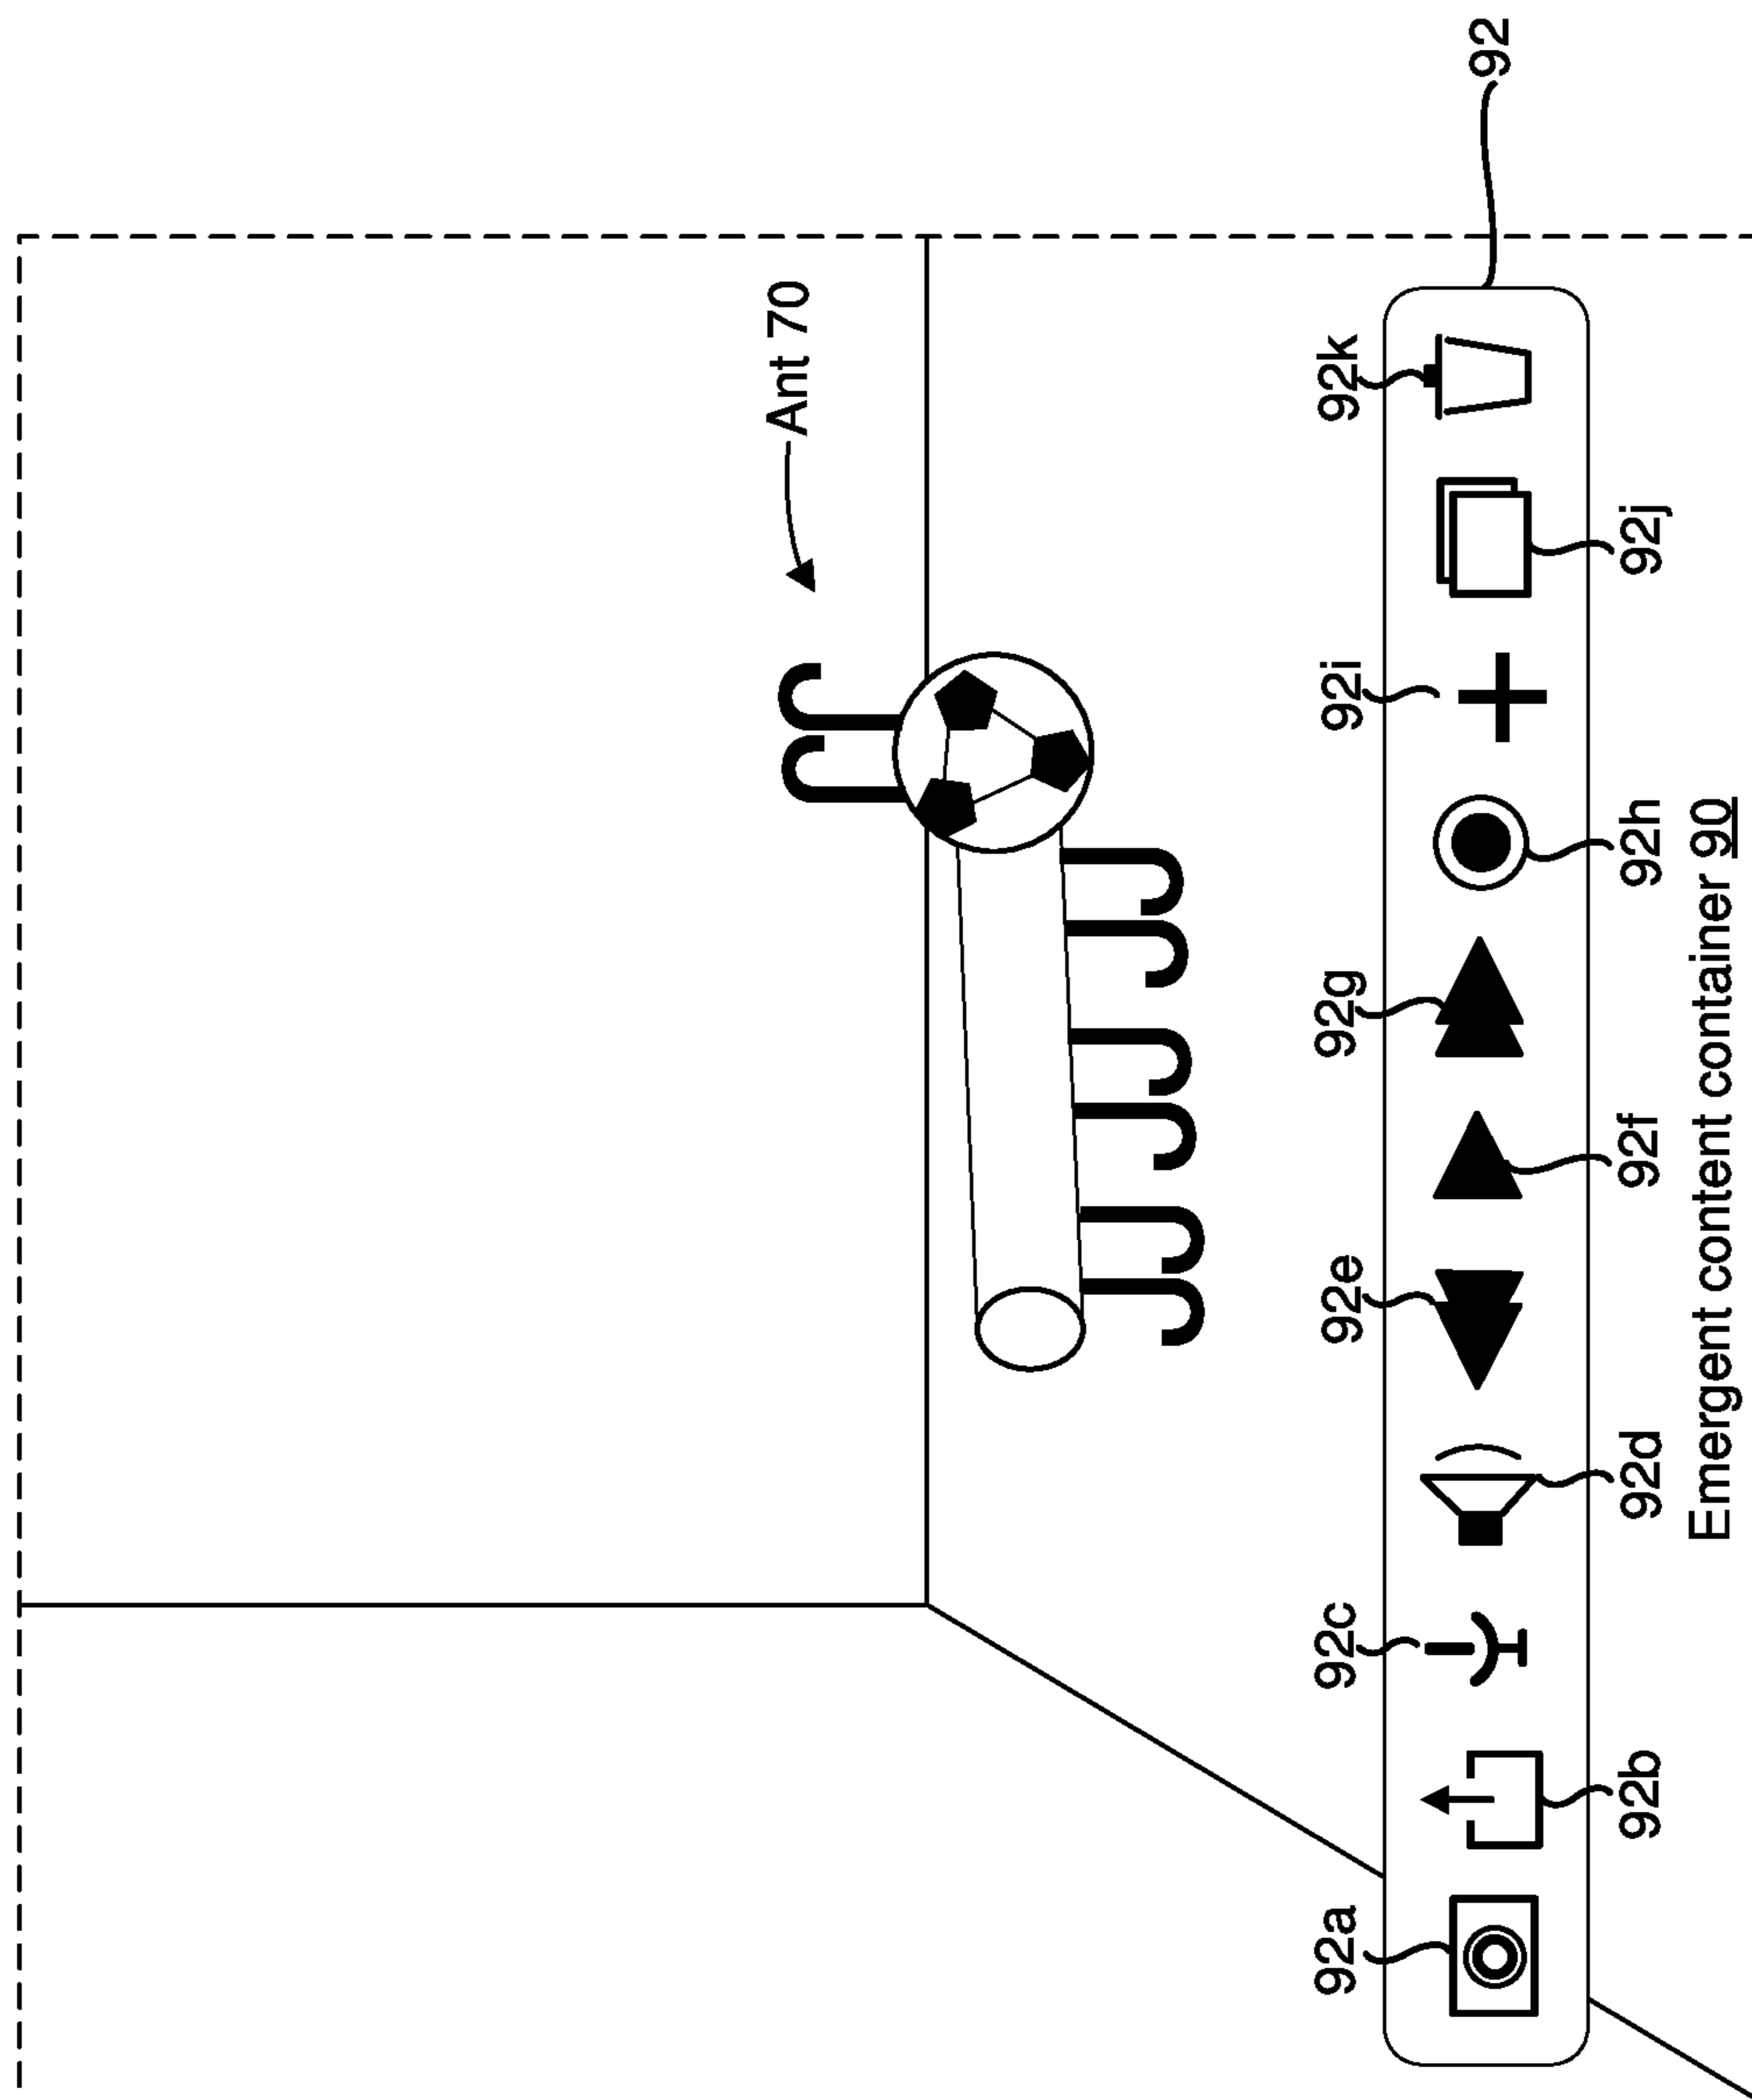 Ant 70
92
92a
92c
92e
92g
92i
92k
92b
92d
92f
92h
92j
Emergent content container 90